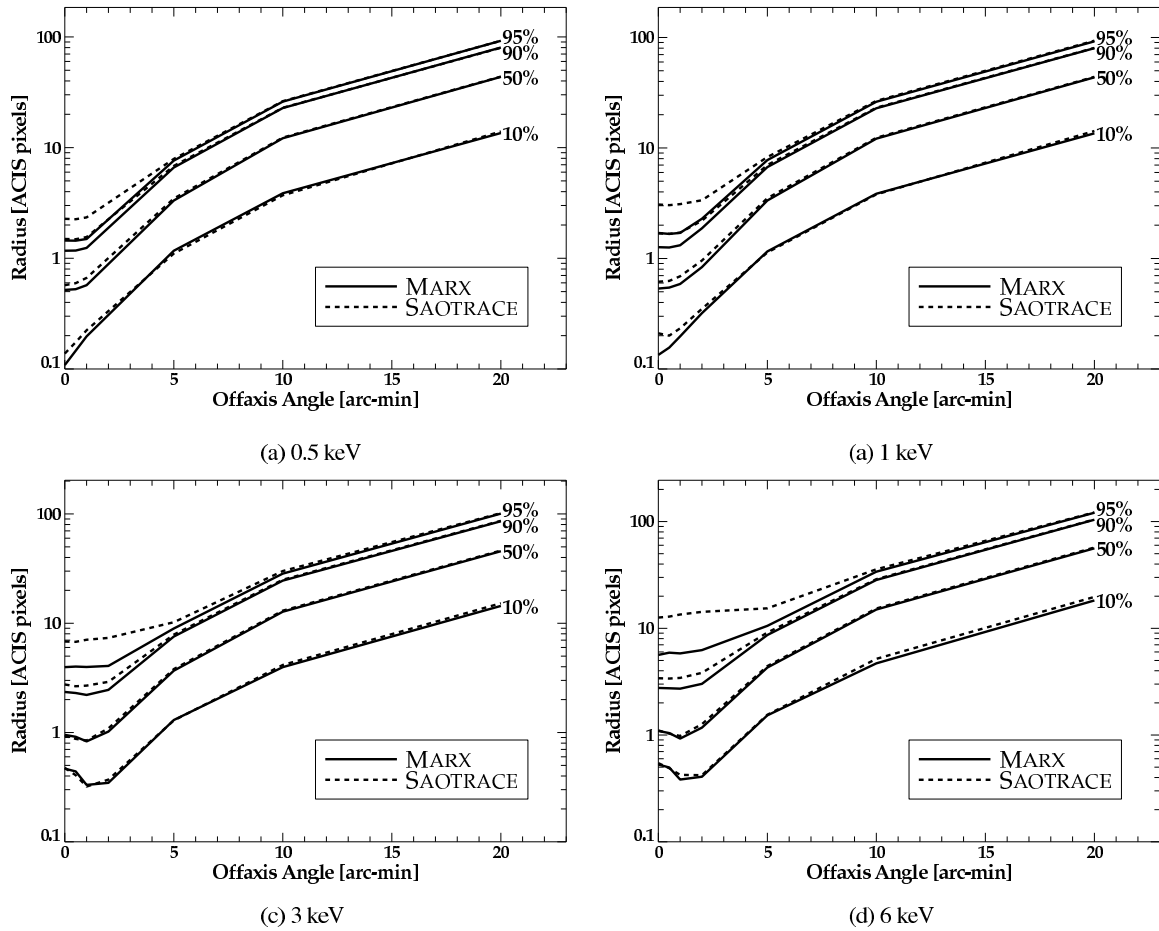 100
10
1
0.1
Radius [ACIS pixels]
95%
90%
50%
10%
MARX
SAOTRACE
0 5 10 15 20
Offaxis Angle [arc-min]
(a) 0.5 keV
100
10
1
0.1
Radius [ACIS pixels]
95%
90%
50%
10%
MARX
SAOTRACE
0 5 10 15 20
Offaxis Angle [arc-min]
(a) 1 keV
100
10
1
0.1
Radius [ACIS pixels]
95%
90%
50%
10%
MARX
SAOTRACE
0 5 10 15 20
Offaxis Angle [arc-min]
(c) 3 keV
100
10
1
0.1
Radius [ACIS pixels]
95%
90%
50%
10%
MARX
SAOTRACE
0 5 10 15 20
Offaxis Angle [arc-min]
(d) 6 keV